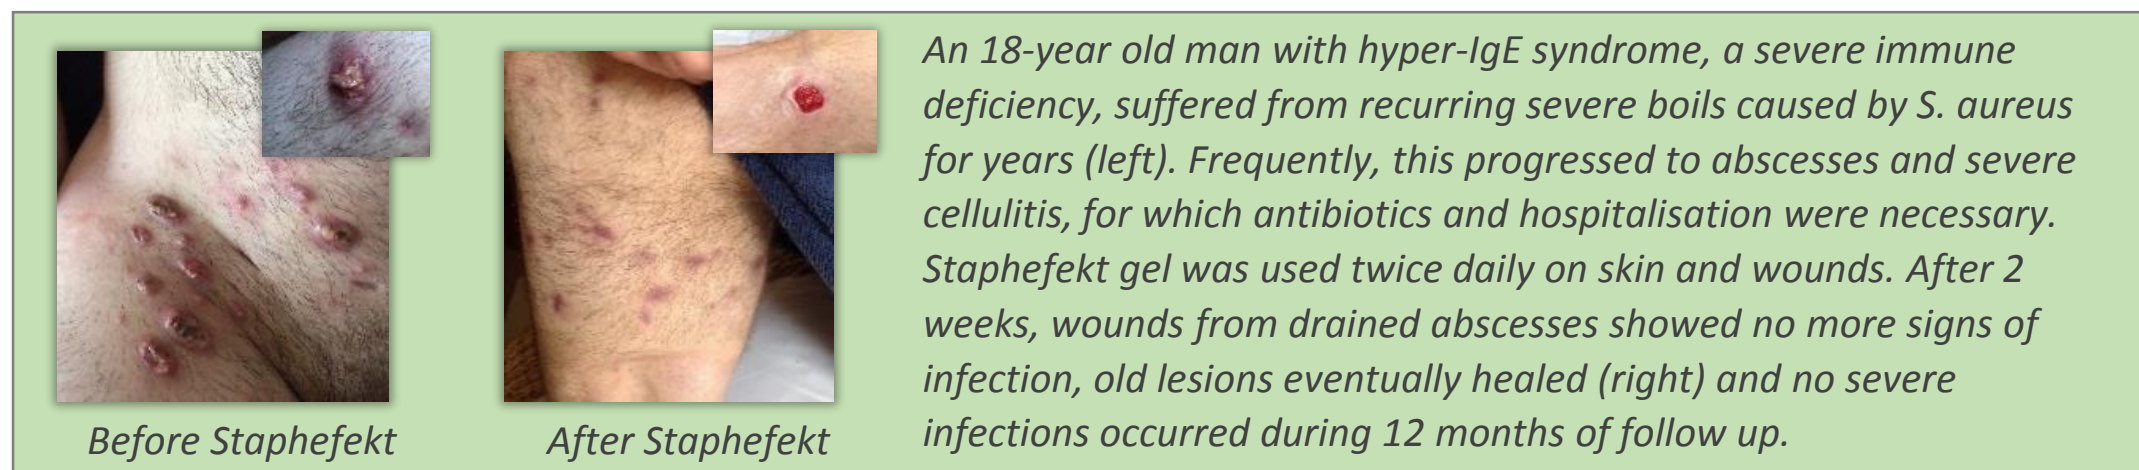 An 18-year old man with hyper-IgE syndrome, a severe immune
deficiency, suffered from recurring severe boils caused by S. aureus
for years (left). Frequently, this progressed to abscesses and severe
cellulitis, for which antibiotics and hospitalisation were necessary.
Staphefekt gel was used twice daily on skin and wounds. After 2
weeks, wounds from drained abscesses showed no more signs of
infection, old lesions eventually healed (right) and no severe
infections occurred during 12 months of follow up.
Before Staphefekt
After Staphefekt